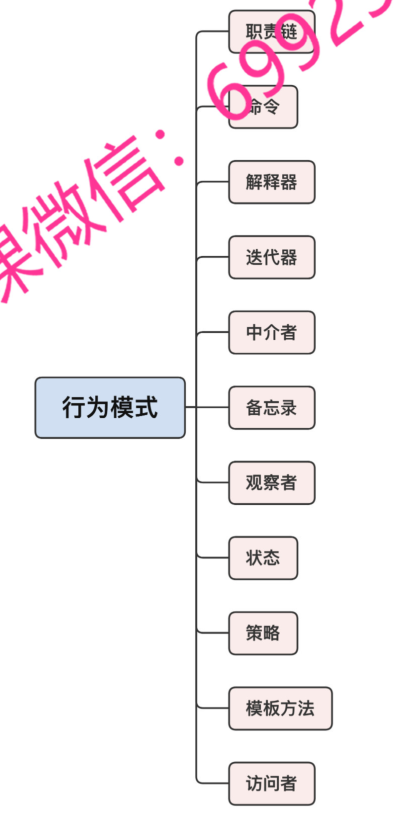 职责链
命令
解释器
迭代器
中介者
行为模式
备忘录
观察者
状态
策略
模板方法
访问者
课微信：6992